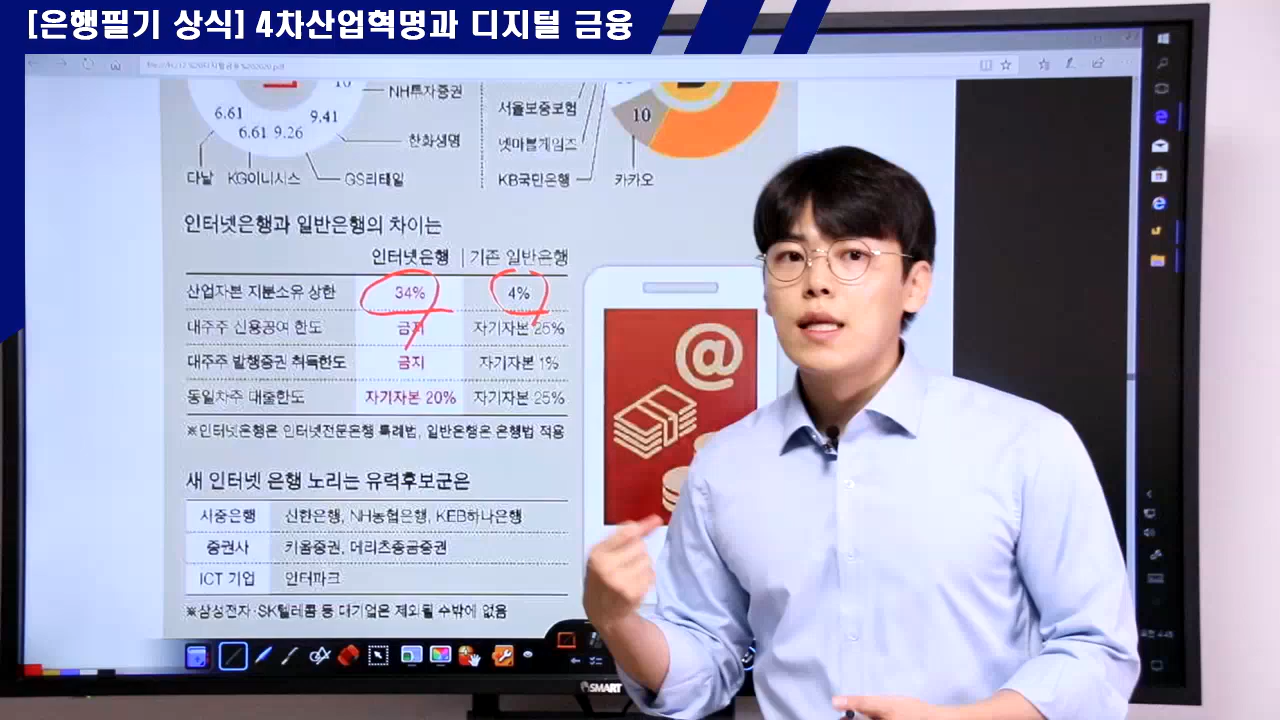 [은행필기 상식] 4차산업혁명과 디지털 금융
10
NH투자증권
6.61
9.41
6.61 9.26
한화생명
다날 KG이니시스 GS리테일
서울보증보험
10
넷마블게임즈
KB국민은행 카카오
인터넷은행과 일반은행의 차이는
인터넷은행 기존 일반은행
산업자본 지분소유 상한 34% 4%
대주주 신용공여 한도 금지 자기자본 25%
대주주 발행증권 취득한도 금지 자기자본 1%
동일차주 대출한도 자기자본 20% 자기자본 25%
※인터넷은행은 인터넷전문은행 특례법, 일반은행은 은행법 적용
@
새 인터넷 은행 노리는 유력후보군은
시중은행 신한은행, NH농협은행, KEB하나은행
증권사 키움증권, 메리츠종금증권
ICT 기업 인터파크
※삼성전자·SK텔레콤 등 대기업은 제외될 수밖에 없음
SMART